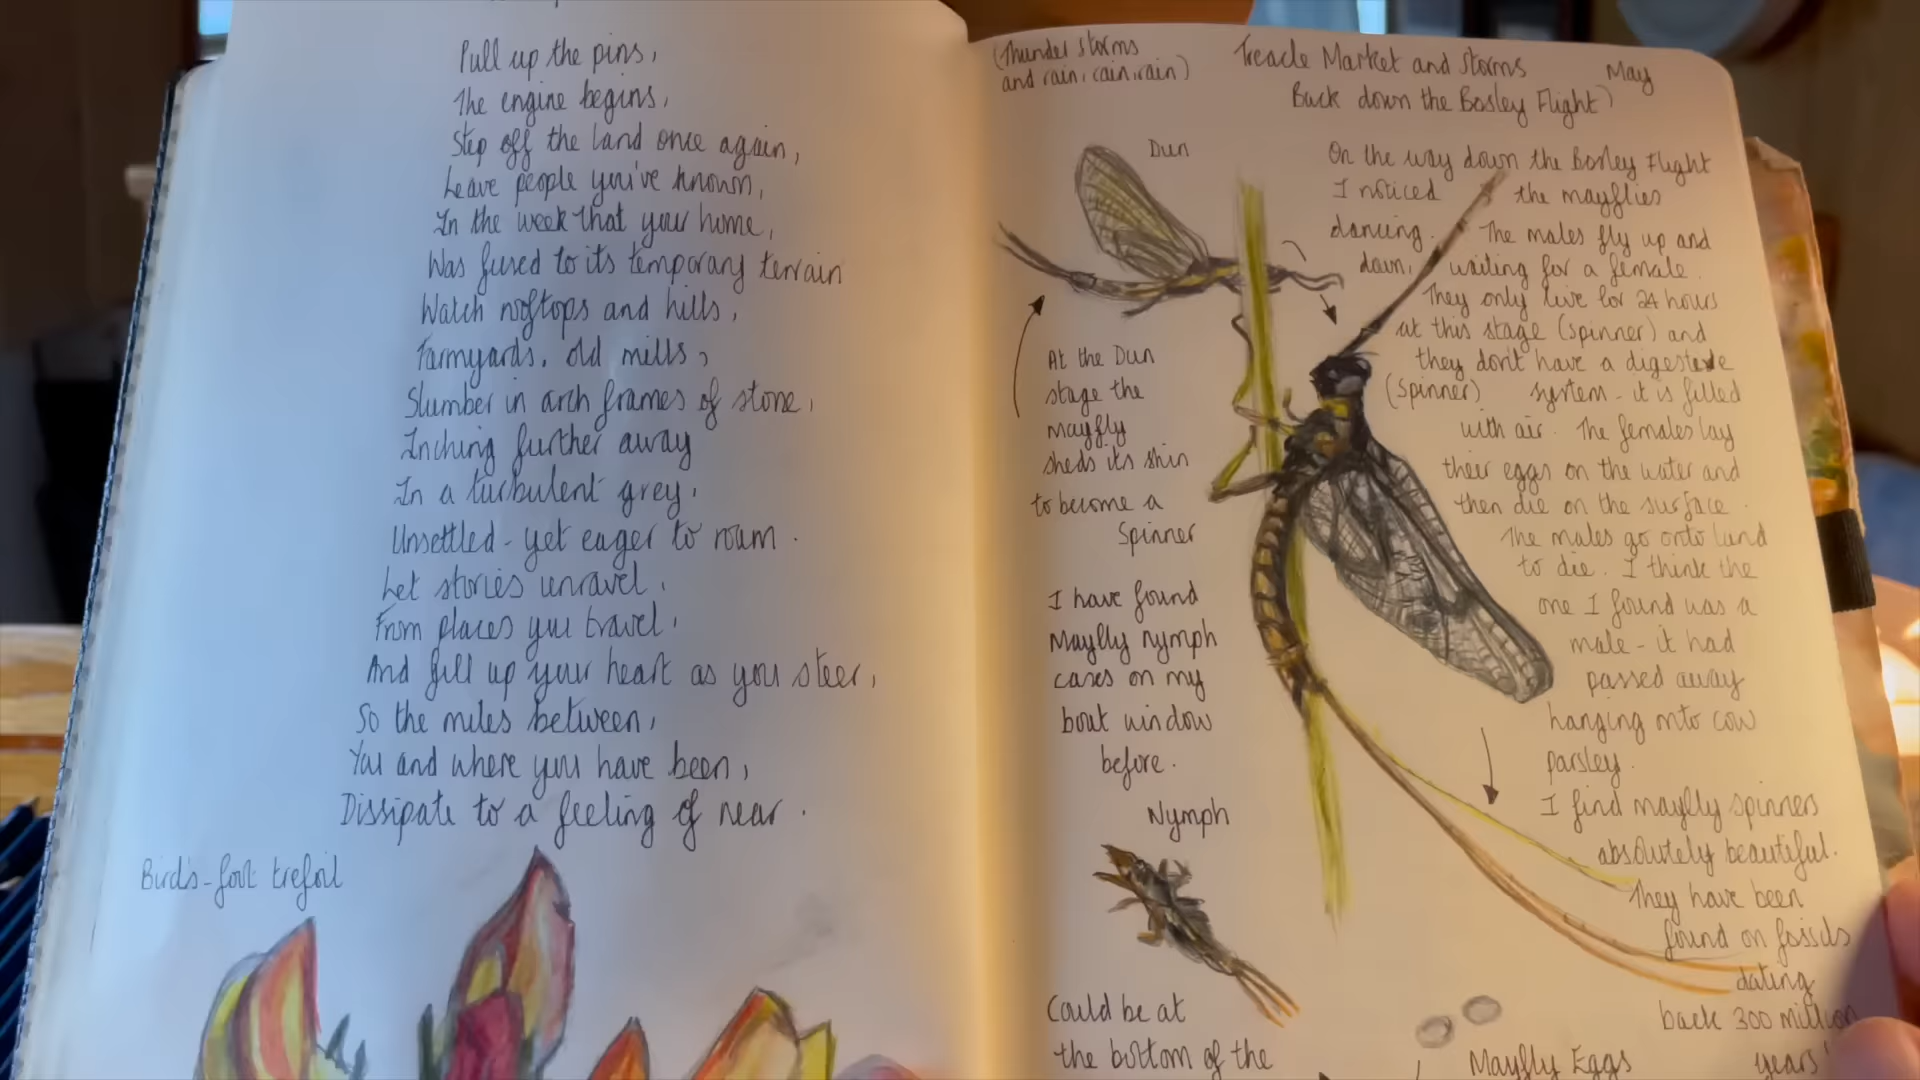 Pull up the pins,
The engine begins,
Step off the land once again,
Leave people you've known,
In the week that your home,
Was fused to its temporary terrain
Watch rooftops and hills,
Farmyards, old mills,
Slumber in arch frames of stone,
Inching further away
In a turbulent grey,
Unsettled - yet eager to roam.
Let stories unravel,
From places you travel,
And fill up your heart as you steer,
So the miles between,
You and where you have been,
Dissipate to a feeling of near.
Bird's-foot trefoil
(Thunder storms
and rain, rain, rain)
Treacle Market and Storms
May
Back down the Bosley Flight)
Dun
At the Dun
stage the
mayfly
sheds its skin
to become a
Spinner
I have found
Mayfly nymph
cases on my
boat window
before.
Nymph
Could be at
the bottom of the
On the way down the Bosley Flight
I noticed the mayflies
dancing. The males fly up and
down, waiting for a female.
They only live for 24 hours
at this stage (spinner) and
they don't have a digestive
(Spinner) system - it is filled
with air. The females lay
their eggs on the water and
then die on the surface.
The males go onto land
to die. I think the
one I found was a
male - it had
passed away
hanging onto cow
parsley.
I find mayfly spinners
absolutely beautiful.
They have been
found on fossils
dating
back 300 million
years!
Mayfly Eggs